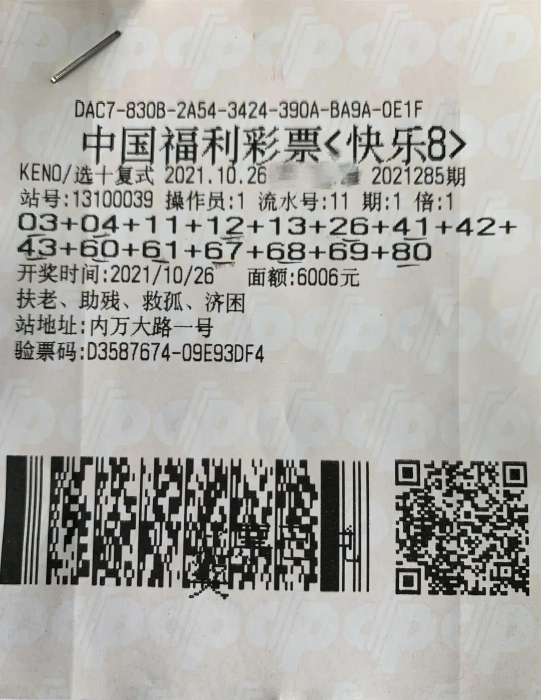 DAC7-830B-2A54-3424-390A-BA9A-0E1F
中国福利彩票<快乐8>
KENO/选十复式 2021.10.26 2021285期
站号:13100039 操作员:1 流水号:11 期:1 倍:1
03+04+11+12+13+26+41+42+
43+60+61+67+68+69+80
开奖时间:2021/10/26 面额:6006元
扶老、助残、救孤、济困
站地址:内万大路一号
验票码:D3587674-09E93DF4